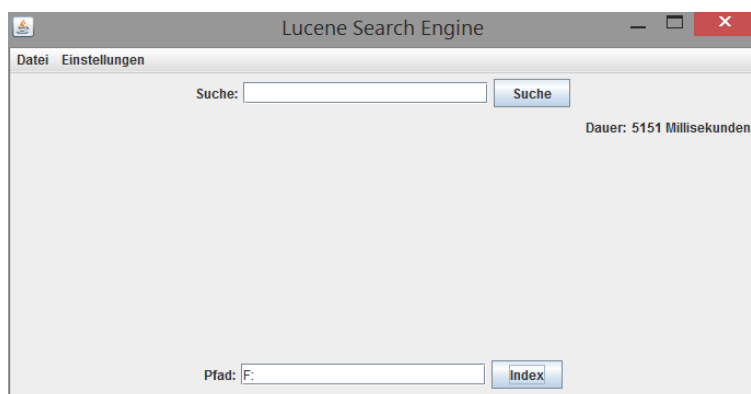 Lucene Search Engine
Datei Einstellungen
Suche: Suche
Dauer: 5151 Millisekunden
Pfad: F: Index